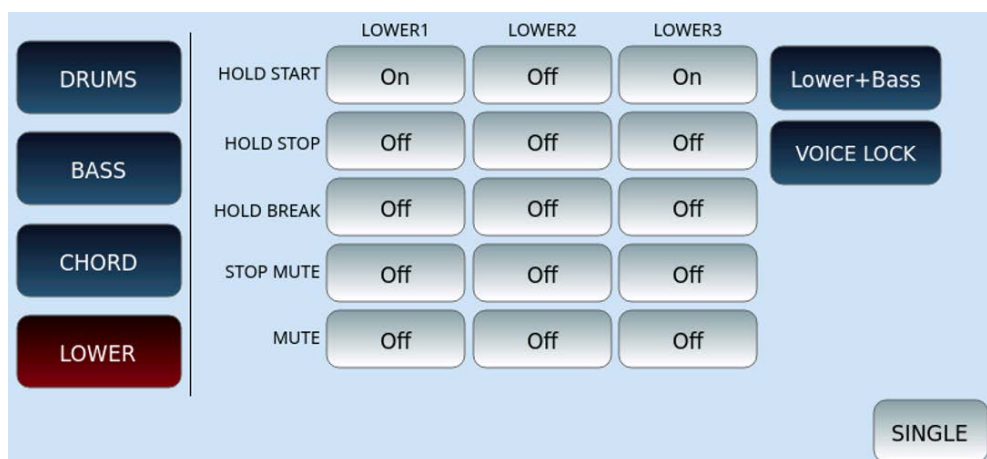 LOWER1 LOWER2 LOWER3
DRUMS HOLD START On Off On Lower+Bass
HOLD STOP Off Off Off VOICE LOCK
BASS
HOLD BREAK Off Off Off
CHORD STOP MUTE Off Off Off
LOWER MUTE Off Off Off
SINGLE